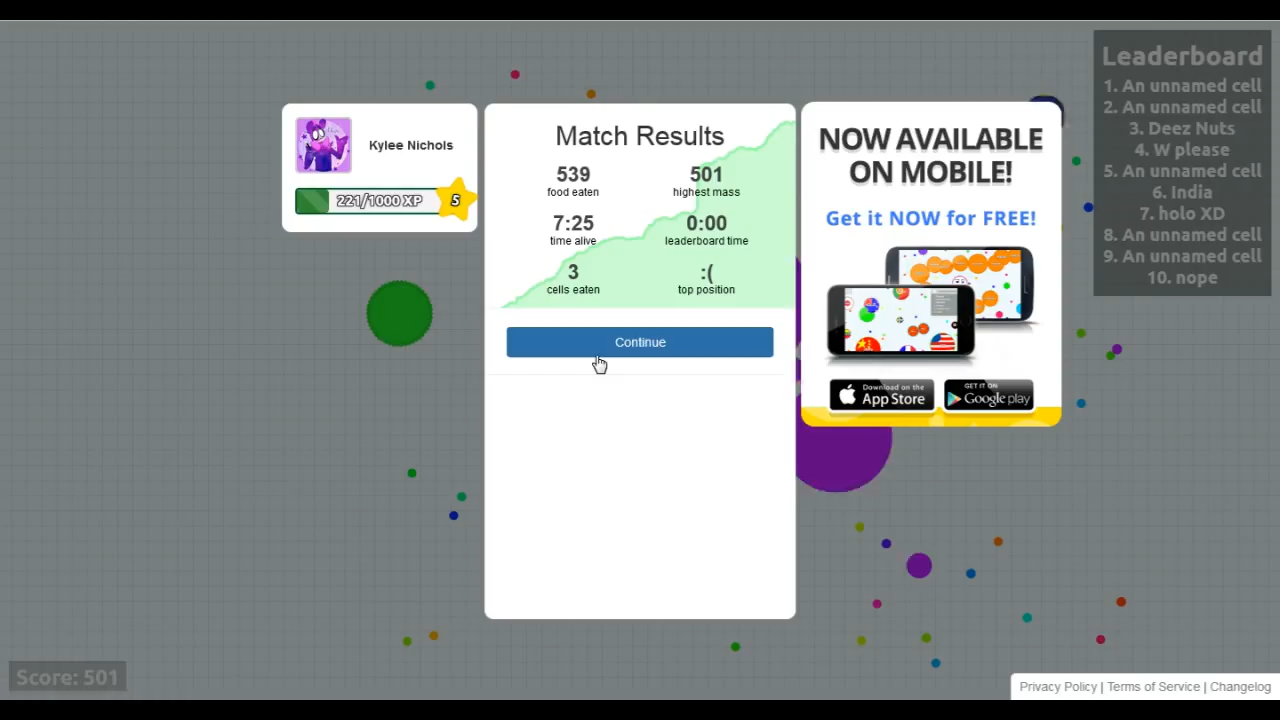 Kylee Nichols
221/1000 XP
5
Match Results
539
food eaten
501
highest mass
7:25
time alive
0:00
leaderboard time
3
cells eaten
:(
top position
Continue
NOW AVAILABLE
ON MOBILE!
Get it NOW for FREE!
Download on the
App Store
GET IT ON
Google play
Leaderboard
1. An unnamed cell
2. An unnamed cell
3. Deez Nuts
4. W please
5. An unnamed cell
6. India
7. holo XD
8. An unnamed cell
9. An unnamed cell
10. nope
Score: 501
Privacy Policy | Terms of Service | Changelog